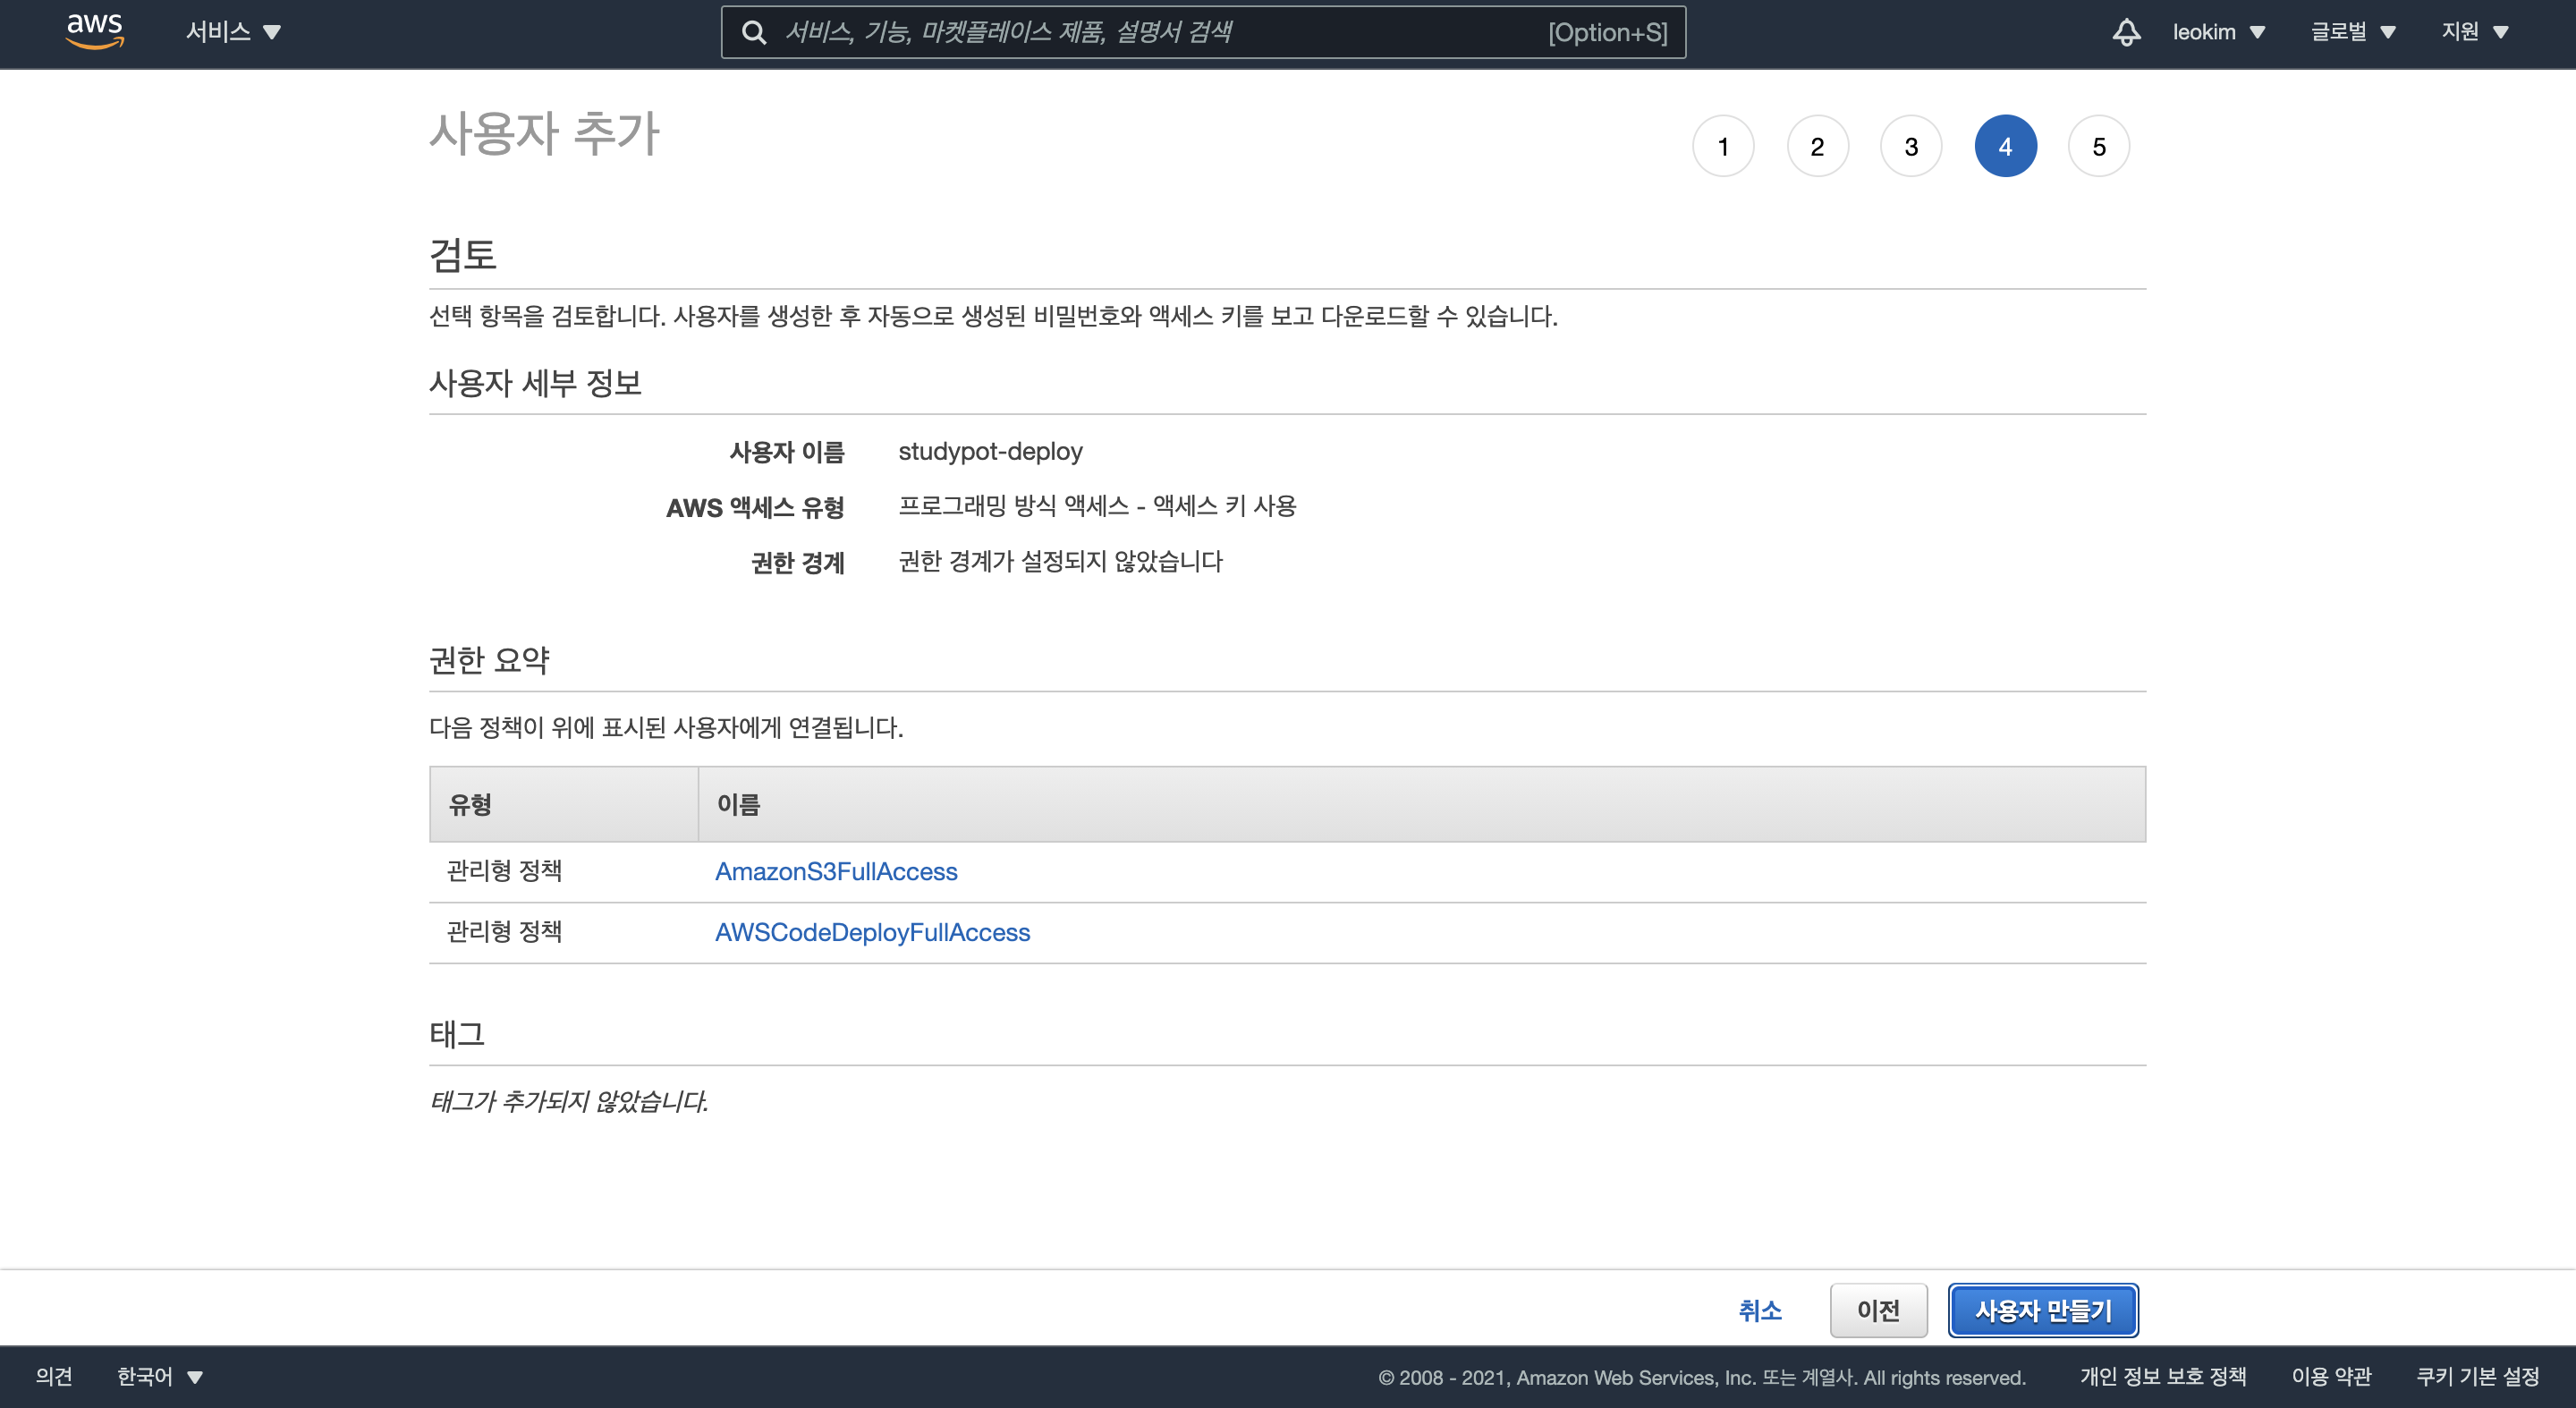 aws 서비스 서비스, 기능, 마켓플레이스 제품, 설명서 검색 [Option+S] leokim 글로벌 지원
사용자 추가 1 2 3 4 5
검토
선택 항목을 검토합니다. 사용자를 생성한 후 자동으로 생성된 비밀번호와 액세스 키를 보고 다운로드할 수 있습니다.
사용자 세부 정보
사용자 이름 studypot-deploy
AWS 액세스 유형 프로그래밍 방식 액세스 - 액세스 키 사용
권한 경계 권한 경계가 설정되지 않았습니다
권한 요약
다음 정책이 위에 표시된 사용자에게 연결됩니다.
유형 이름
관리형 정책 AmazonS3FullAccess
관리형 정책 AWSCodeDeployFullAccess
태그
태그가 추가되지 않았습니다.
취소 이전 사용자 만들기
의견 한국어 © 2008 - 2021, Amazon Web Services, Inc. 또는 계열사. All rights reserved. 개인 정보 보호 정책 이용 약관 쿠키 기본 설정